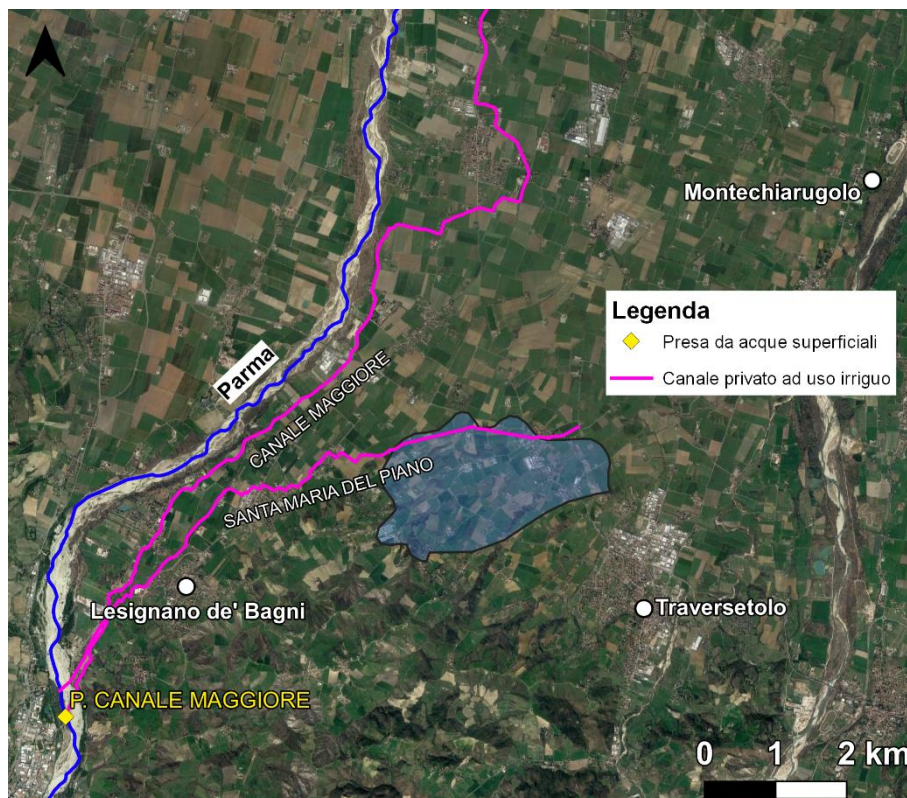 Montechiarugolo
Legenda
Presa da acque superficiali
Canale privato ad uso irriguo
Parma
CANALE MAGGIORE
SANTA MARIA DEL PIANO
Lesignano de' Bagni
Traversetolo
P. CANALE MAGGIORE
0 1 2 km